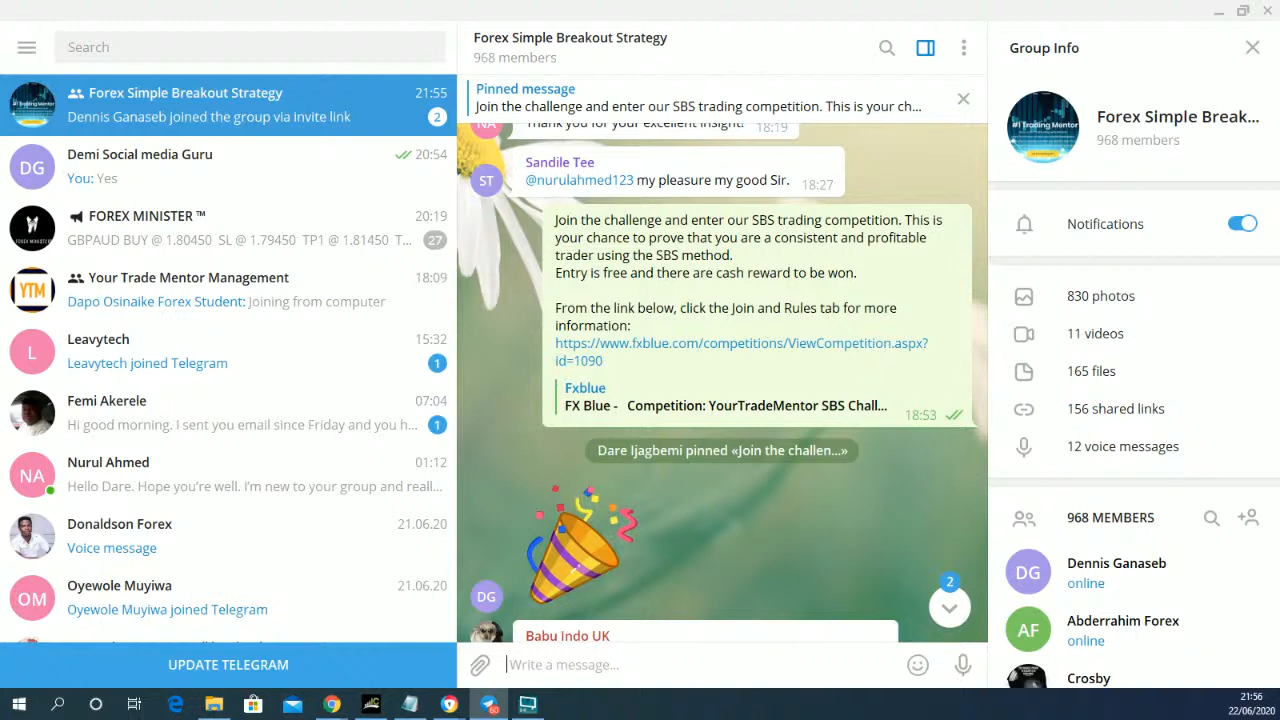 Search
Forex Simple Breakout Strategy 21:55
Dennis Ganaseb joined the group via invite link 2
DG
Demi Social media Guru 20:54
You: Yes
FOREX MINISTER ™ 20:19
GBPAUD BUY @ 1.80450 SL @ 1.79450 TP1 @ 1.81450 T... 27
YTM
Your Trade Mentor Management 18:09
Dapo Osinaike Forex Student: Joining from computer
L
Leavytech 15:32
Leavytech joined Telegram 1
Femi Akerele 07:04
Hi good morning. I sent you email since Friday and you h... 1
NA
Nurul Ahmed 01:12
Hello Dare. Hope you're well. I'm new to your group and reall...
Donaldson Forex 21.06.20
Voice message
OM
Oyewole Muyiwa 21.06.20
Oyewole Muyiwa joined Telegram
UPDATE TELEGRAM
Forex Simple Breakout Strategy
968 members
Pinned message
Join the challenge and enter our SBS trading competition. This is your ch...
NA
Thank you for your excellent insight! 18:19
ST
Sandile Tee
@nurulahmed123 my pleasure my good Sir. 18:27
Join the challenge and enter our SBS trading competition. This is
your chance to prove that you are a consistent and profitable
trader using the SBS method.
Entry is free and there are cash reward to be won.
From the link below, click the Join and Rules tab for more
information:
https://www.fxblue.com/competitions/ViewCompetition.aspx?
id=1090
Fxblue
FX Blue - Competition: YourTradeMentor SBS Chall...
18:53
Dare Ijagbemi pinned «Join the challen...»
DG
2
Babu Indo UK
Write a message...
Group Info
#1 Trading Mentor
Forex Simple Break...
968 members
Notifications
830 photos
11 videos
165 files
156 shared links
12 voice messages
968 MEMBERS
DG
Dennis Ganaseb
online
AF
Abderrahim Forex
online
Crosby
60
21:56
22/06/2020